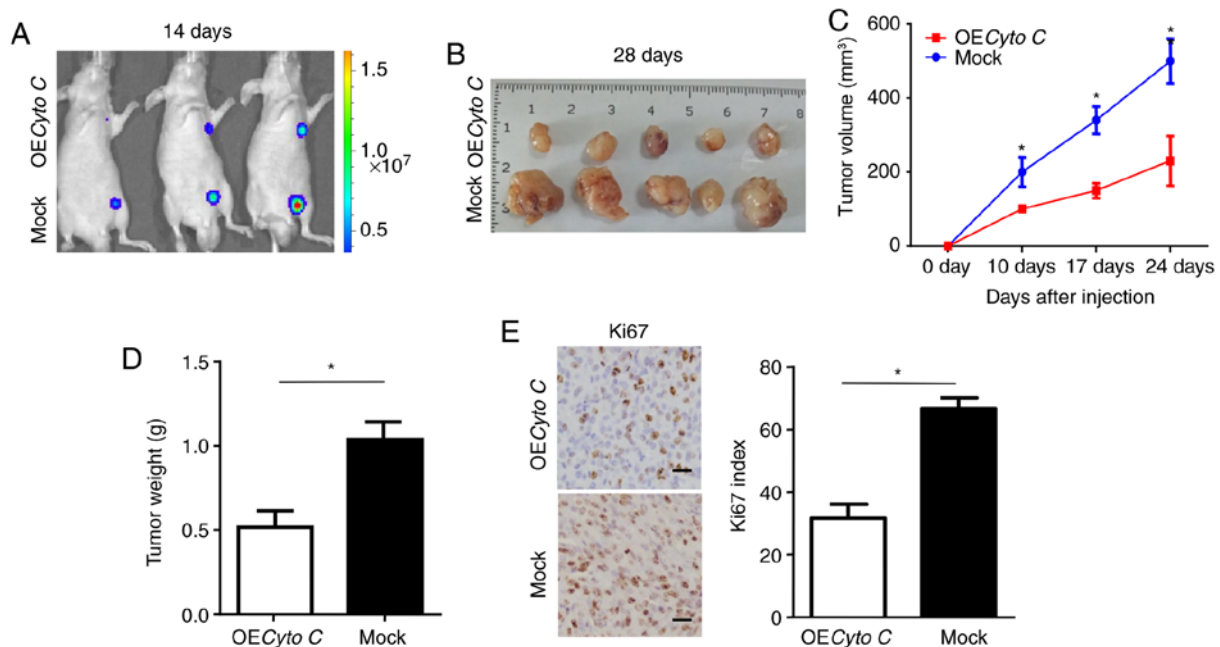 A
14 days
OECyto C
Mock
1.5
1.0
×10⁷
0.5
B
28 days
OECyto C
Mock
1 2 3 4 5 6 7 8
1
2
3
C
OECyto C
Mock
Tumor volume (mm³)
600
400
200
0
*
*
*
*
0 day 10 days 17 days 24 days
Days after injection
D
Tumor weight (g)
1.5
1.0
0.5
0.0
*
OECyto C Mock
E
Ki67
OECyto C
Mock
Ki67 index
80
60
40
20
0
*
OECyto C Mock